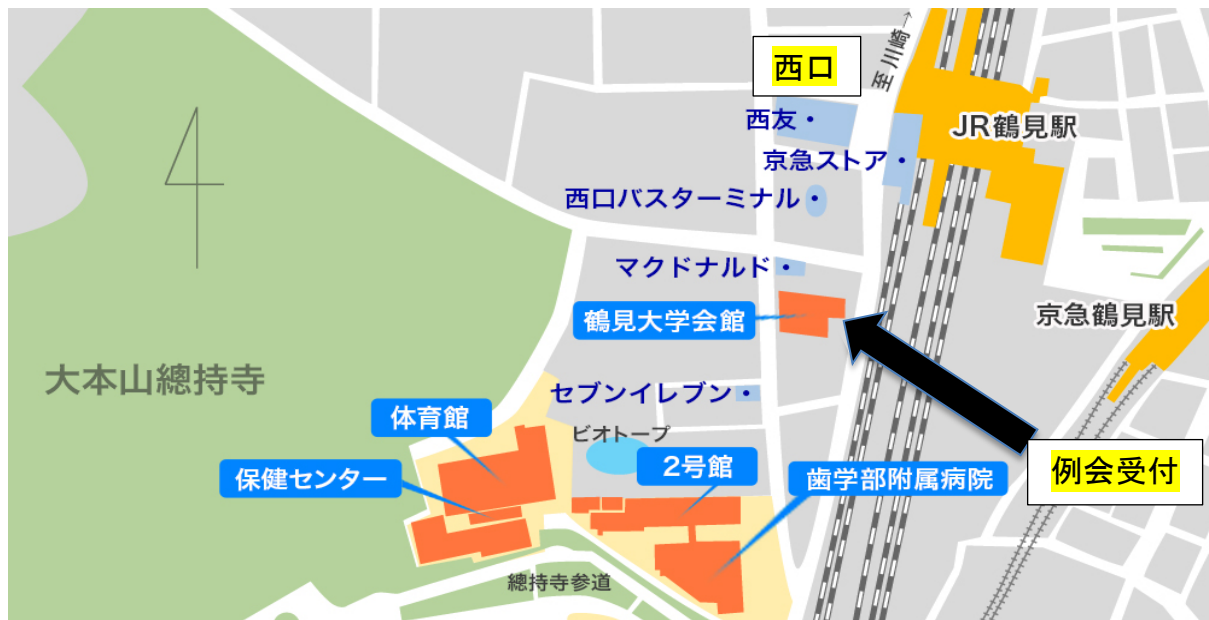 西口
至 川崎→
西友
JR鶴見駅
京急ストア
西口バスターミナル
マクドナルド
鶴見大学会館
京急鶴見駅
大本山總持寺
セブンイレブン
体育館
ビオトープ
2号館
例会受付
保健センター
歯学部附属病院
總持寺参道